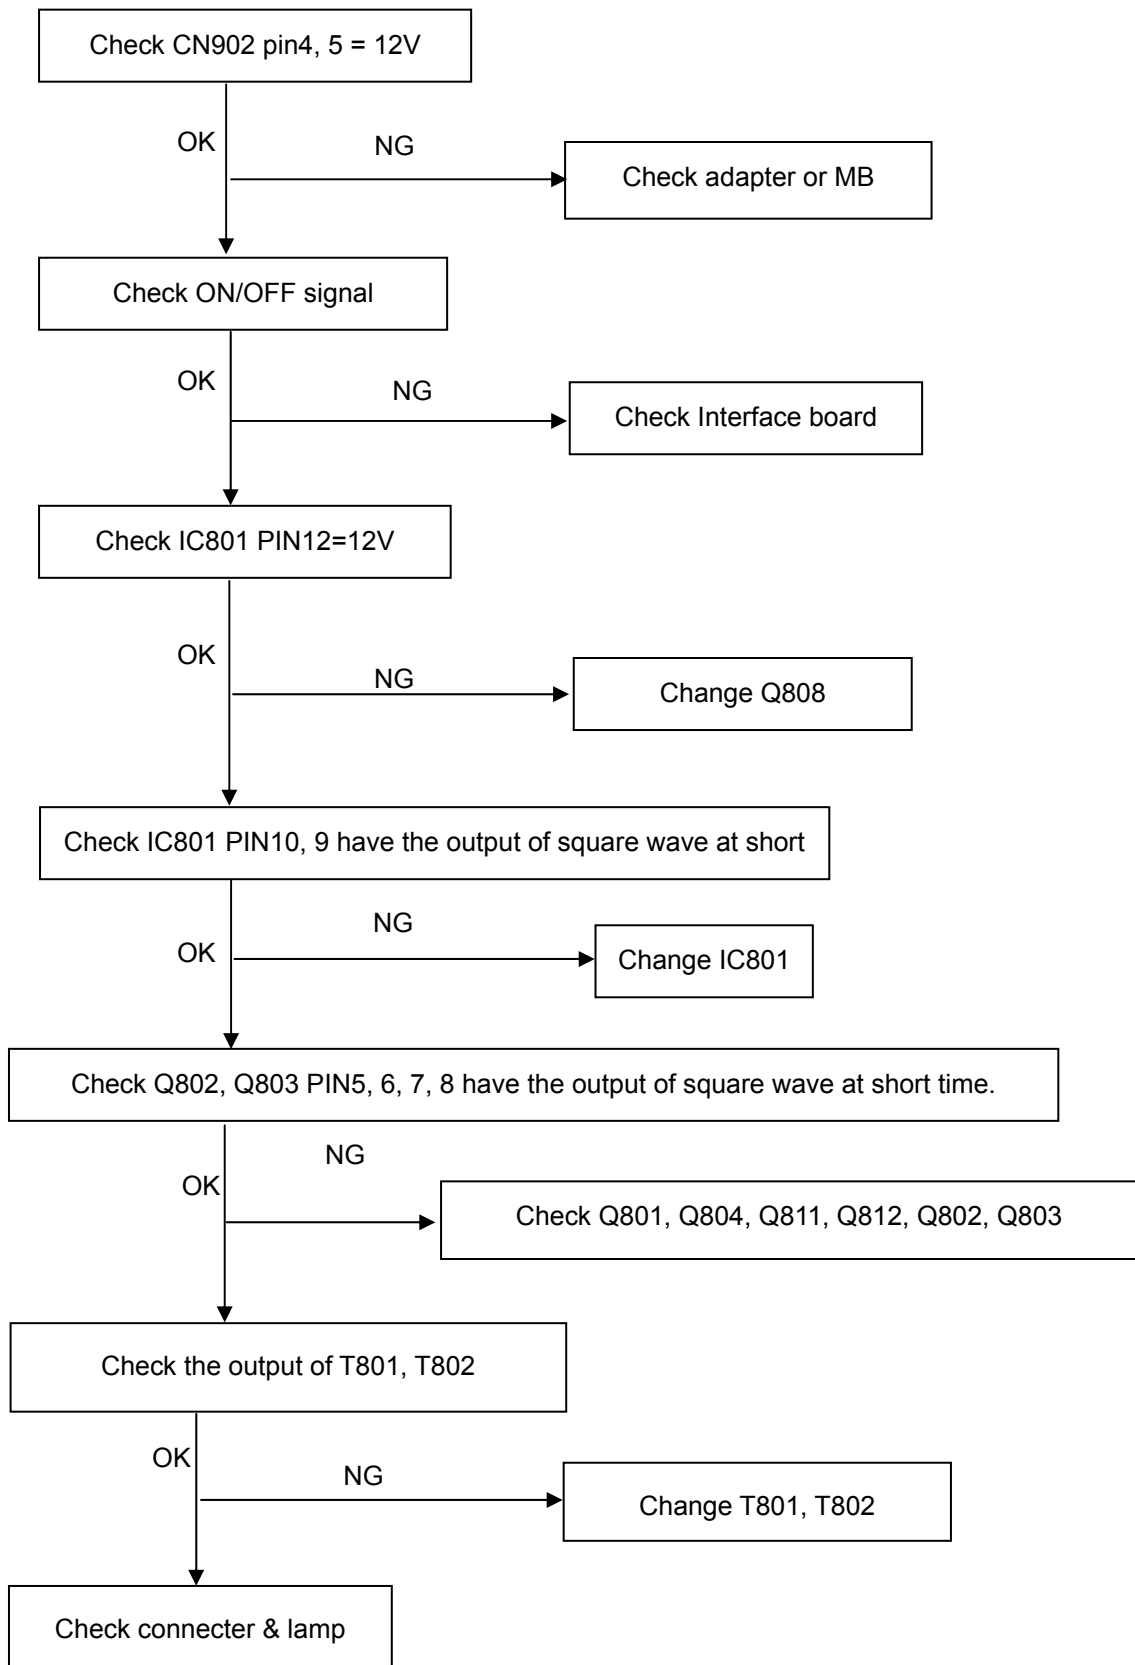 Check CN902 pin4, 5 = 12V
OK
NG
Check adapter or MB
Check ON/OFF signal
OK
NG
Check Interface board
Check IC801 PIN12=12V
OK
NG
Change Q808
Check IC801 PIN10, 9 have the output of square wave at short
NG
OK
Change IC801
Check Q802, Q803 PIN5, 6, 7, 8 have the output of square wave at short time.
NG
OK
Check Q801, Q804, Q811, Q812, Q802, Q803
Check the output of T801, T802
OK
NG
Change T801, T802
Check connecter & lamp